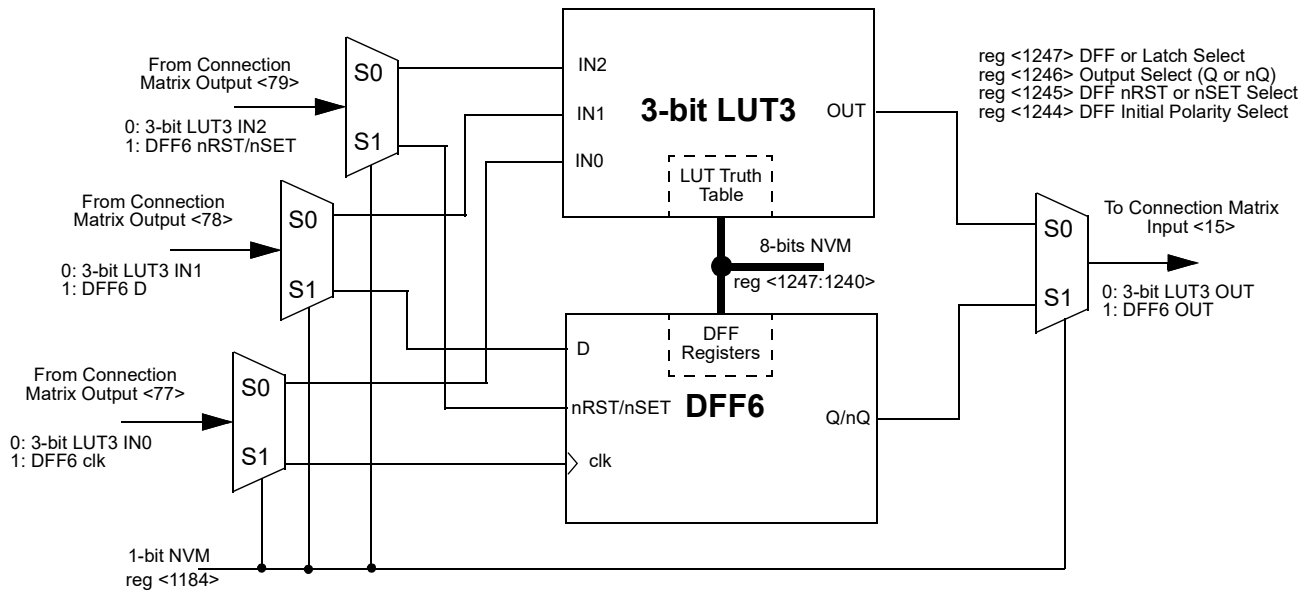 From Connection
Matrix Output <79>
0: 3-bit LUT3 IN2
1: DFF6 nRST/nSET
S0
S1
From Connection
Matrix Output <78>
0: 3-bit LUT3 IN1
1: DFF6 D
S0
S1
From Connection
Matrix Output <77>
0: 3-bit LUT3 IN0
1: DFF6 clk
S0
S1
1-bit NVM
reg <1184>
IN2
IN1
IN0
3-bit LUT3
OUT
LUT Truth
Table
8-bits NVM
reg <1247:1240>
DFF
Registers
D
nRST/nSET
clk
DFF6
Q/nQ
reg <1247> DFF or Latch Select
reg <1246> Output Select (Q or nQ)
reg <1245> DFF nRST or nSET Select
reg <1244> DFF Initial Polarity Select
S0
S1
To Connection Matrix
Input <15>
0: 3-bit LUT3 OUT
1: DFF6 OUT